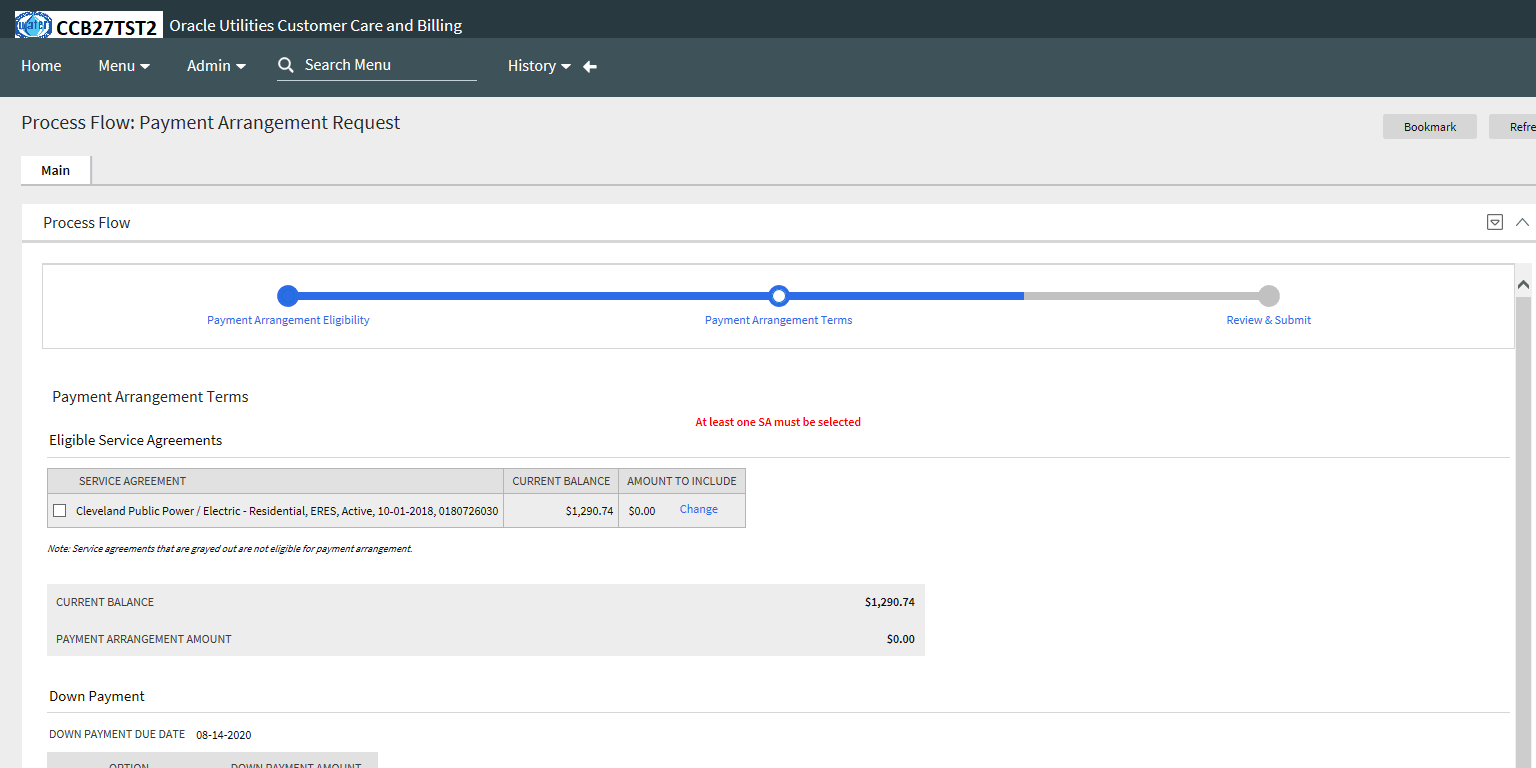 water CCB27TST2 Oracle Utilities Customer Care and Billing
Home Menu Admin Search Menu History
Process Flow: Payment Arrangement Request
Bookmark Refre
Main
Process Flow
Payment Arrangement Eligibility Payment Arrangement Terms Review & Submit
Payment Arrangement Terms
At least one SA must be selected
Eligible Service Agreements
SERVICE AGREEMENT CURRENT BALANCE AMOUNT TO INCLUDE
Cleveland Public Power / Electric - Residential, ERES, Active, 10-01-2018, 0180726030 $1,290.74 $0.00 Change
Note: Service agreements that are grayed out are not eligible for payment arrangement.
CURRENT BALANCE $1,290.74
PAYMENT ARRANGEMENT AMOUNT $0.00
Down Payment
DOWN PAYMENT DUE DATE 08-14-2020
OPTION DOWN PAYMENT AMOUNT